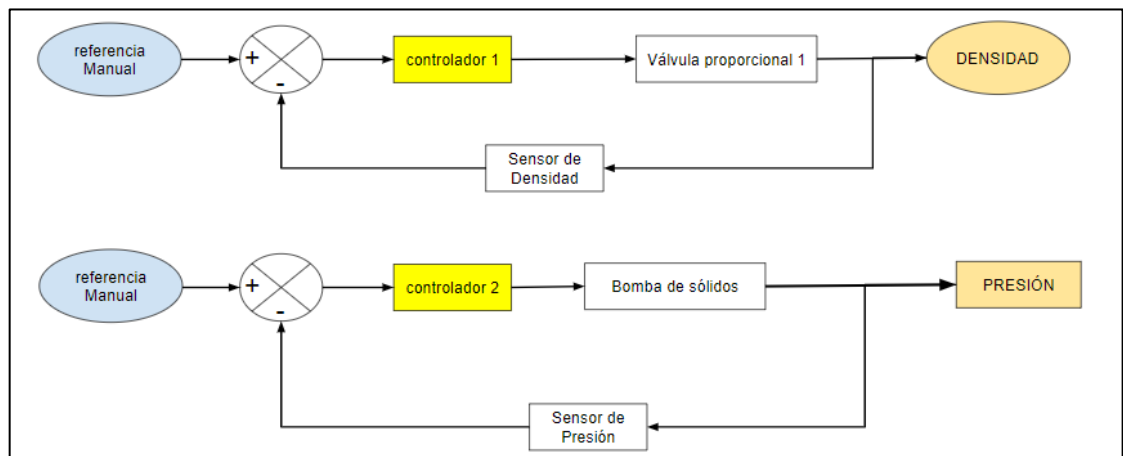 referencia
Manual
+
-
controlador 1
Válvula proporcional 1
DENSIDAD
Sensor de
Densidad
referencia
Manual
+
-
controlador 2
Bomba de sólidos
PRESIÓN
Sensor de
Presión